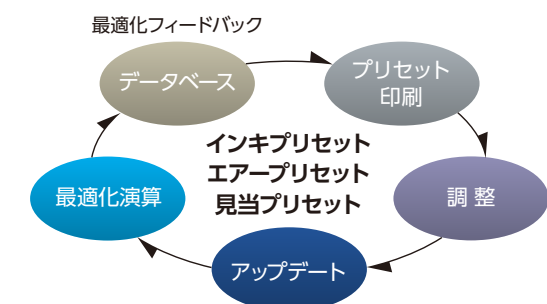 最適化フィードバック
データベース
プリセット
印刷
インキプリセット
エアープリセット
見当プリセット
最適化演算
調 整
アップデート